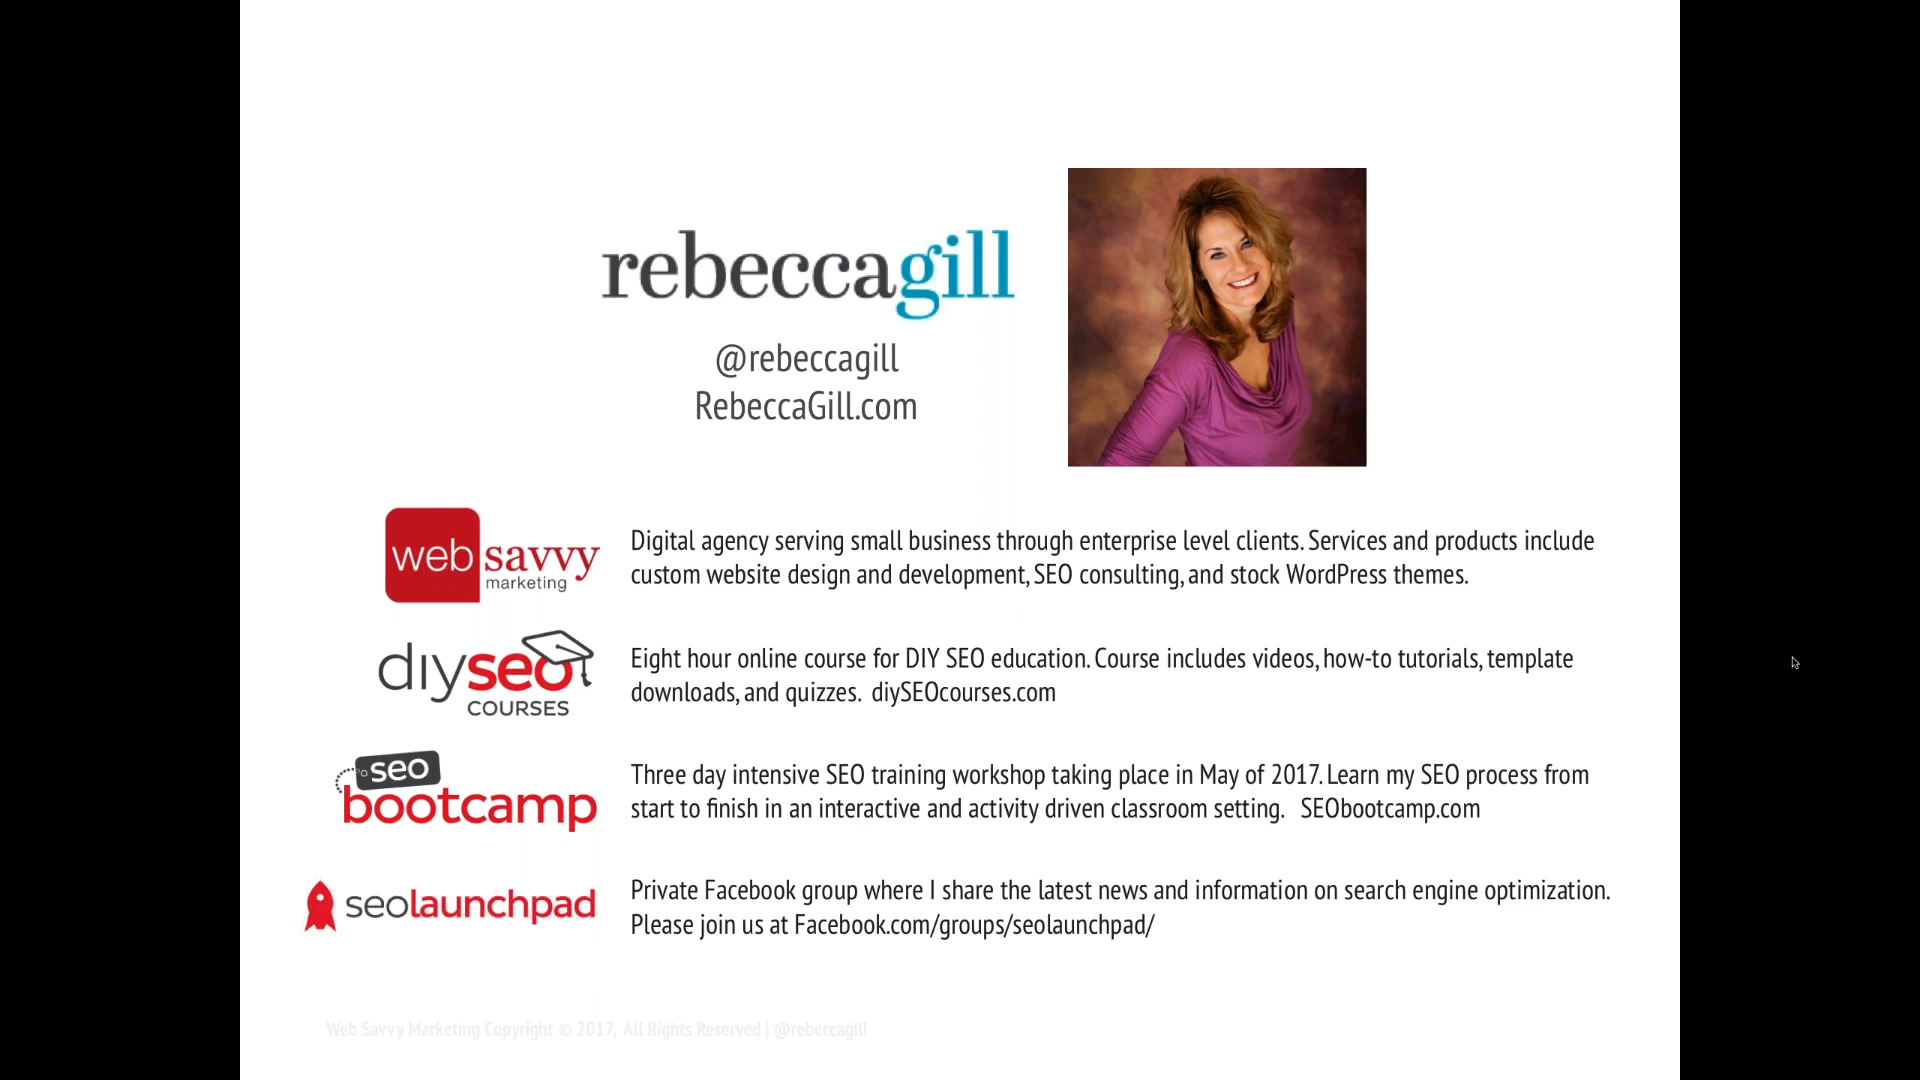 rebeccagill
@rebeccagill
RebeccaGill.com
web savvy
marketing
Digital agency serving small business through enterprise level clients. Services and products include
custom website design and development, SEO consulting, and stock WordPress themes.
diyseo
COURSES
Eight hour online course for DIY SEO education. Course includes videos, how-to tutorials, template
downloads, and quizzes. diySEOcourses.com
seo
bootcamp
Three day intensive SEO training workshop taking place in May of 2017. Learn my SEO process from
start to finish in an interactive and activity driven classroom setting. SEObootcamp.com
seolaunchpad
Private Facebook group where I share the latest news and information on search engine optimization.
Please join us at Facebook.com/groups/seolaunchpad/
Web Savvy Marketing Copyright © 2017, All Rights Reserved | @rebeccagill